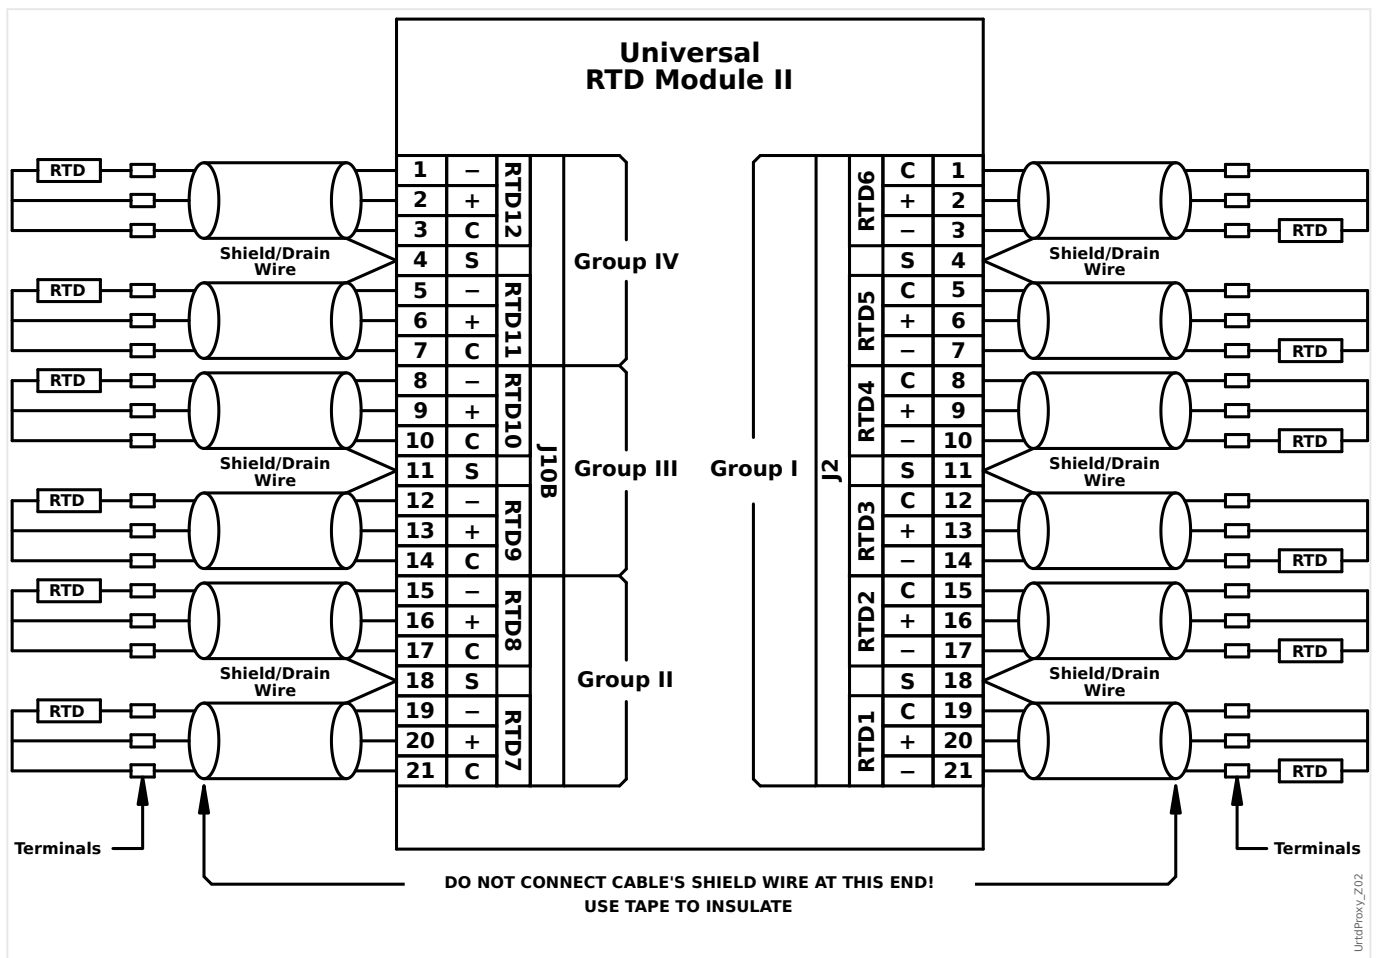 Universal
RTD Module II
RTD 1 − RTD12 RTD6 C 1
2 + + 2
3 C − 3 RTD
Shield/Drain
Wire
4 S S 4
Shield/Drain
Wire
Group IV
RTD 5 − RTD11 RTD5 C 5
6 + + 6
7 C − 7 RTD
RTD 8 − RTD10 RTD4 C 8
9 + + 9
10 C − 10 RTD
Shield/Drain
Wire
11 S J10B Group III Group I J2 S 11
Shield/Drain
Wire
RTD 12 − RTD9 RTD3 C 12
13 + + 13
14 C − 14 RTD
RTD 15 − RTD8 RTD2 C 15
16 + + 16
17 C − 17 RTD
Shield/Drain
Wire
18 S Group II S 18
Shield/Drain
Wire
RTD 19 − RTD7 RTD1 C 19
20 + + 20
21 C − 21 RTD
Terminals
Terminals
DO NOT CONNECT CABLE'S SHIELD WIRE AT THIS END!
USE TAPE TO INSULATE
UrtdProxy_Z02